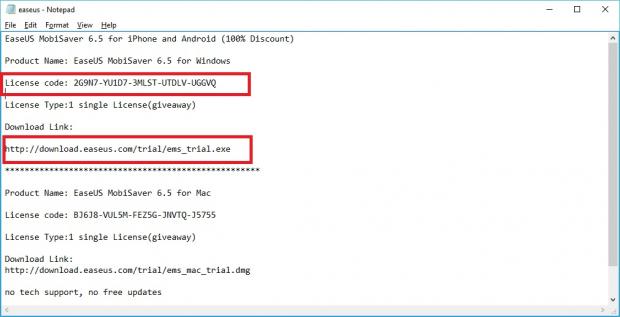 easeus - Notepad
File Edit Format View Help
EaseUS MobiSaver 6.5 for iPhone and Android (100% Discount)
Product Name: EaseUS MobiSaver 6.5 for Windows
License code: 2G9N7-YU1D7-3MLST-UTDLV-UGGVQ
License Type:1 single License(giveaway)
Download Link:
http://download.easeus.com/trial/ems_trial.exe
****************************************************
Product Name: EaseUS MobiSaver 6.5 for Mac
License code: BJ6J8-VUL5M-FEZ5G-JNVTQ-J5755
License Type:1 single License(giveaway)
Download Link:
http://download.easeus.com/trial/ems_mac_trial.dmg
no tech support, no free updates